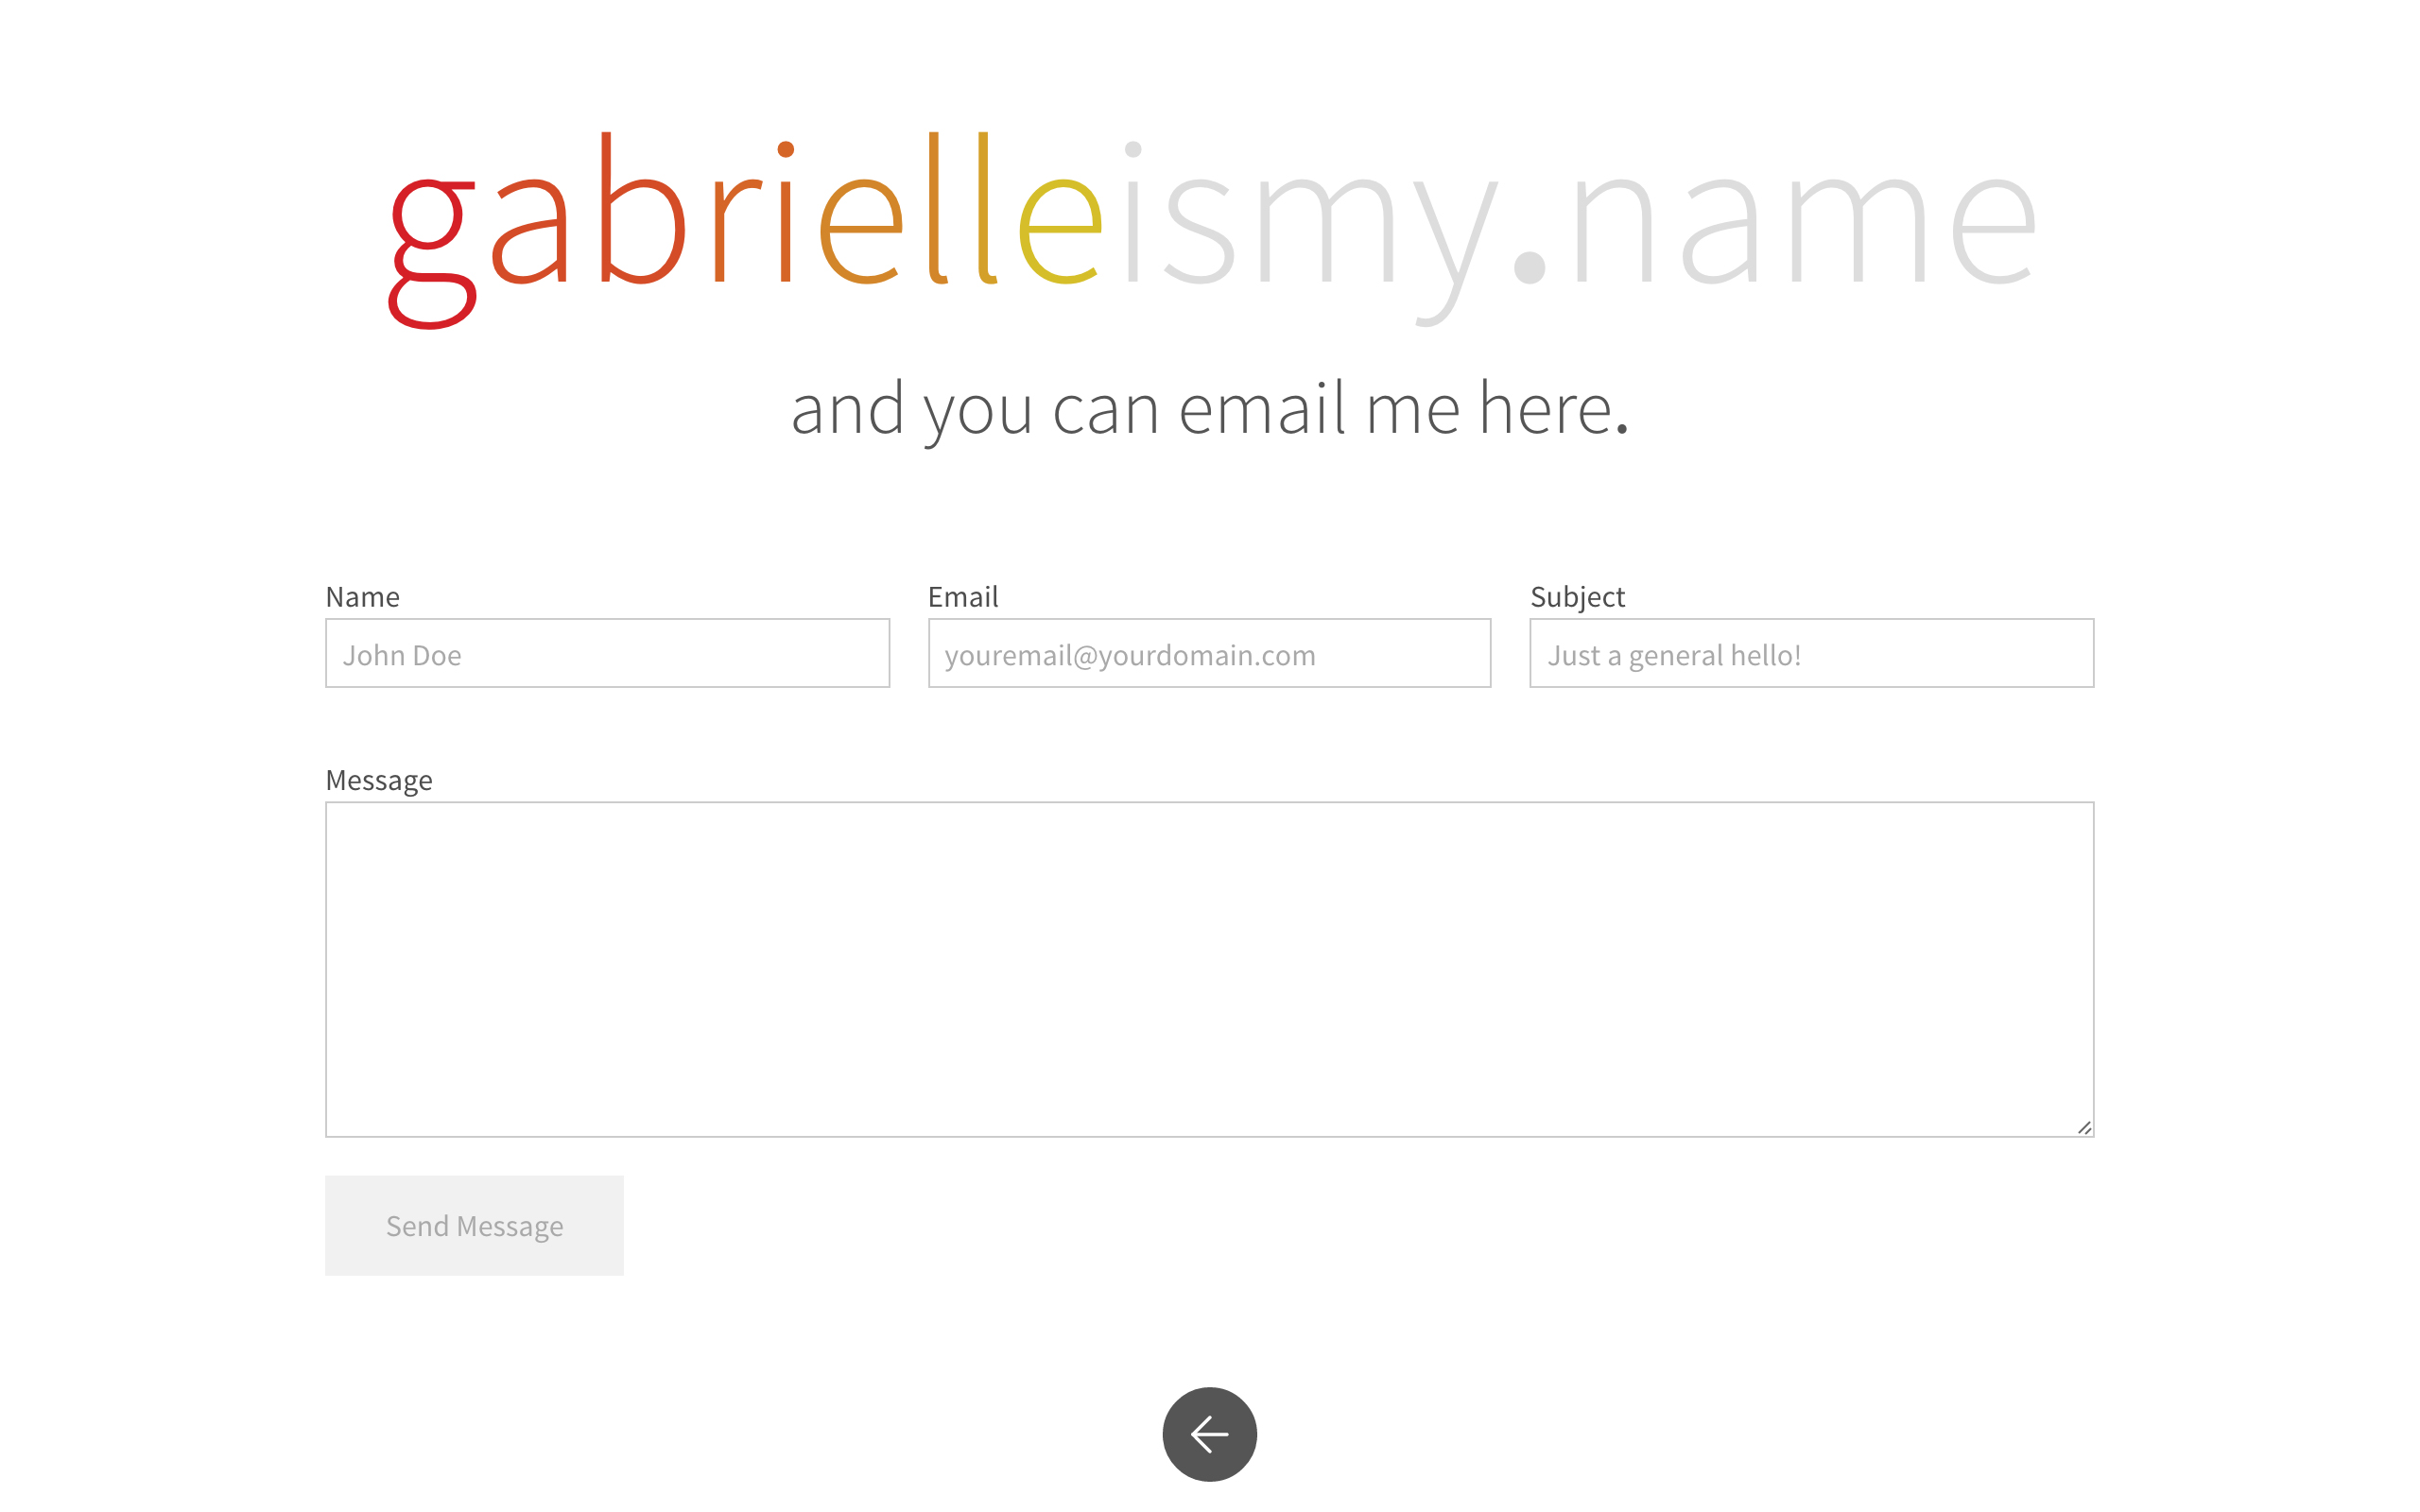 gabrielleismy.name
and you can email me here.
Name
Email
Subject
John Doe
youremail@yourdomain.com
Just a general hello!
Message
Send Message